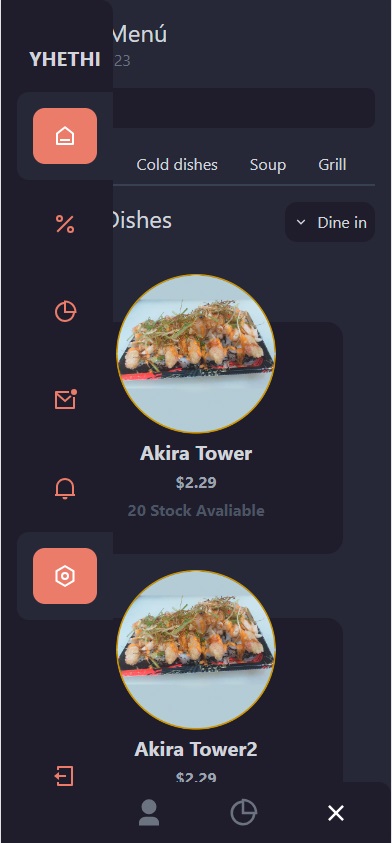 YHETHI
Menú
23
Cold dishes Soup Grill
Dishes
Dine in
Akira Tower
$2.29
20 Stock Avaliable
Akira Tower2
$2.29